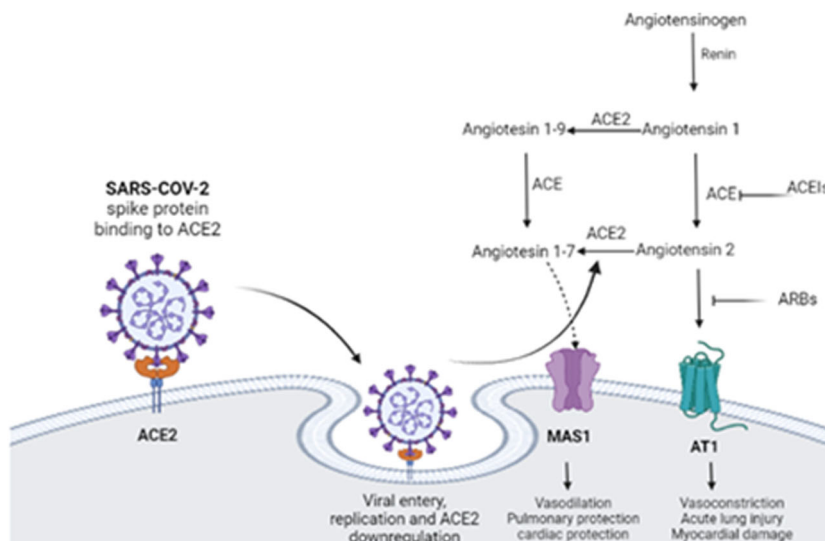 Angiotensinogen
Renin
Angiotesin 1-9
ACE2
Angiotensin 1
ACE
ACE
ACEIs
SARS-COV-2
spike protein
binding to ACE2
Angiotesin 1-7
ACE2
Angiotensin 2
ARBs
ACE2
MAS1
AT1
Viral entery,
replication and ACE2
downregulation
Vasodilation
Pulmonary protection
cardiac protection
Vasoconstriction
Acute lung injury
Myocardial damage